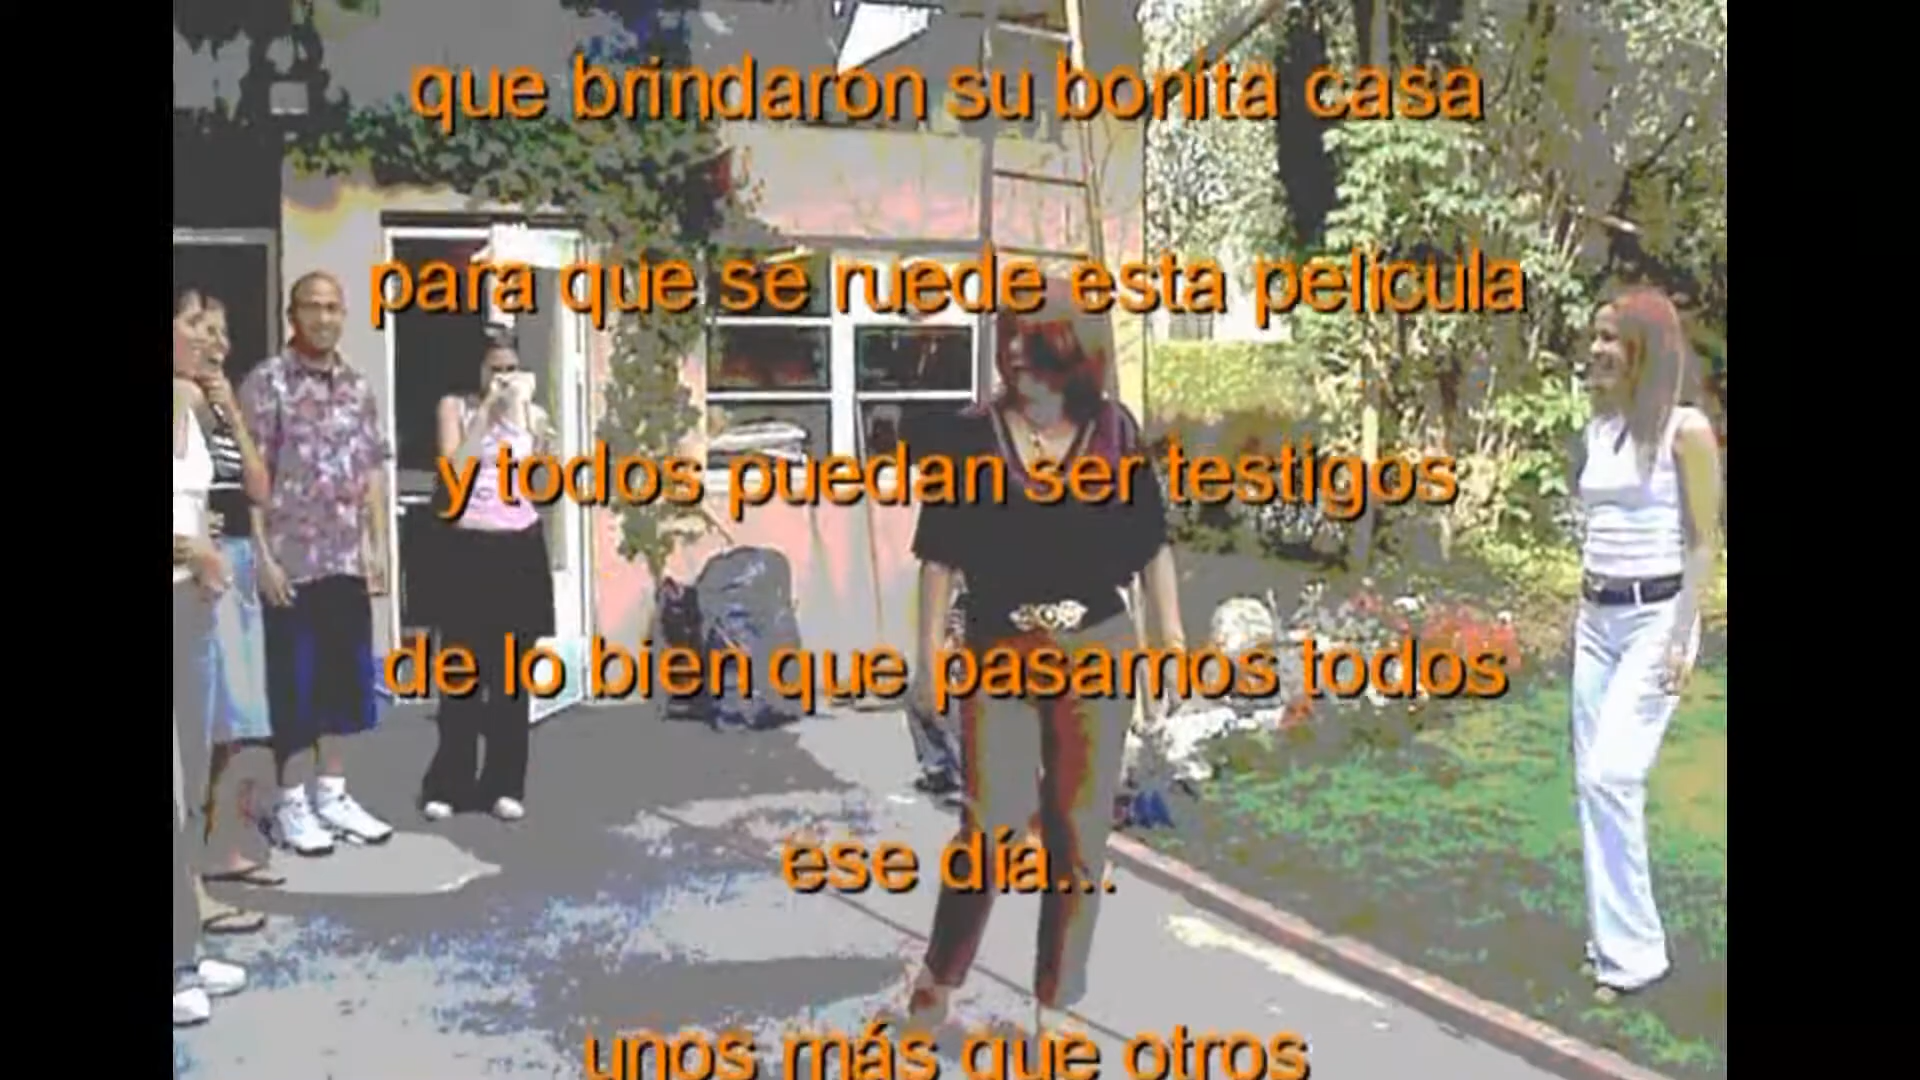 que brindaron su bonita casa
para que se ruede esta película
y todos puedan ser testigos
de lo bien que pasamos todos
ese día...
unos más que otros